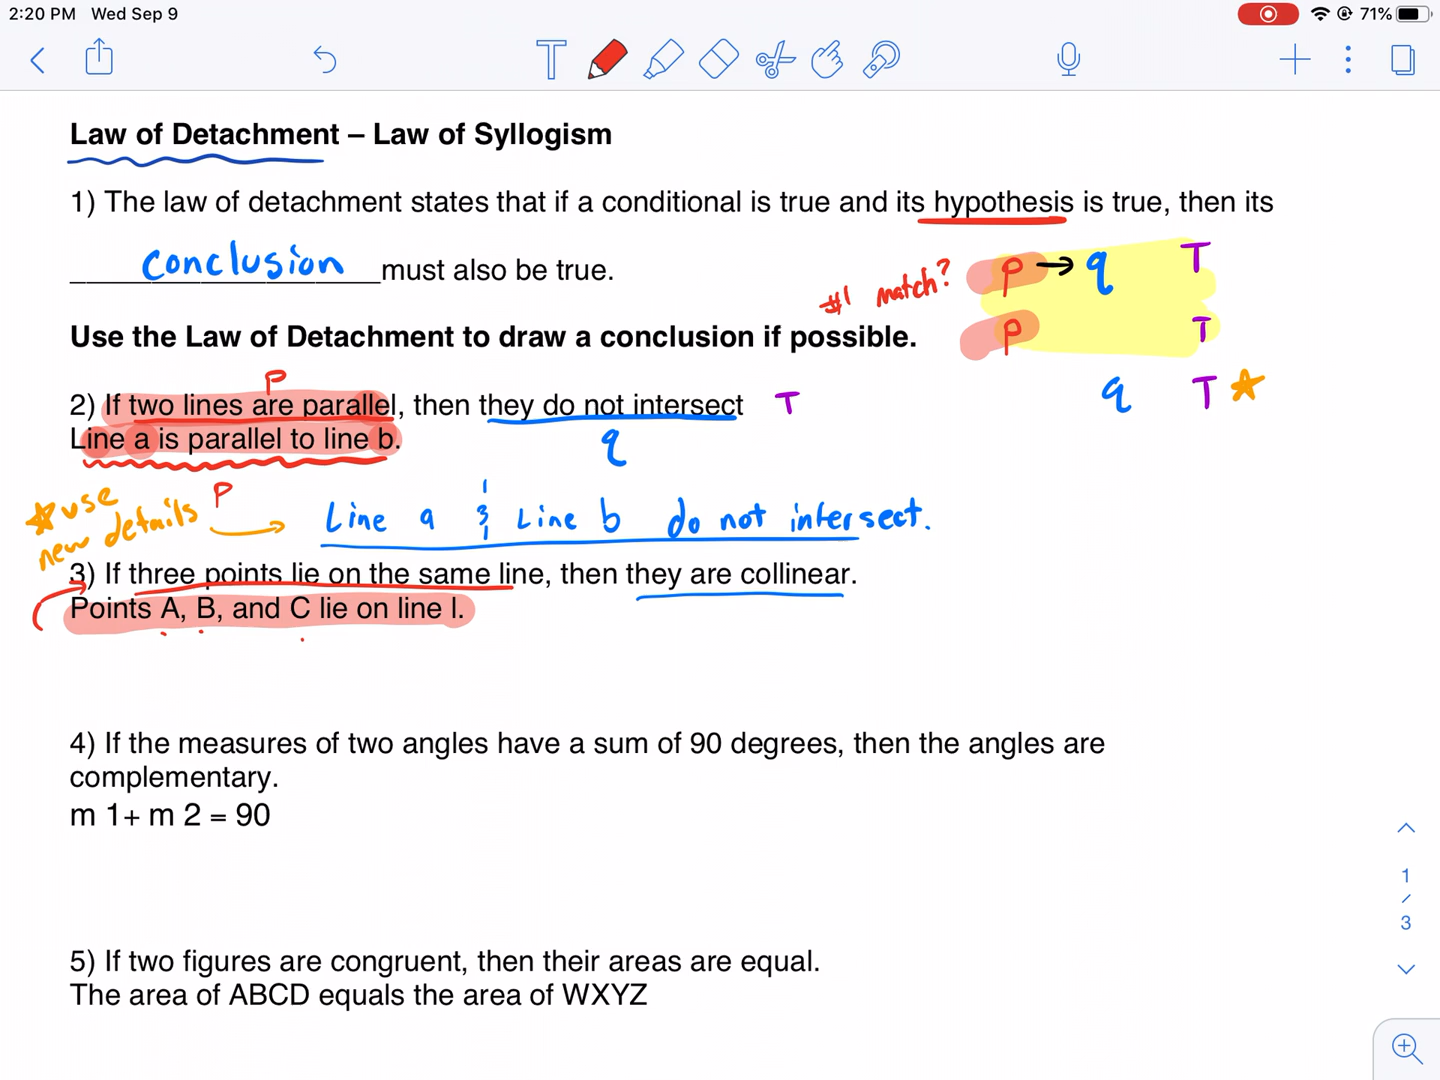 2:20 PM Wed Sep 9 71%
Law of Detachment – Law of Syllogism
1) The law of detachment states that if a conditional is true and its hypothesis is true, then its
conclusion must also be true.
#1 match? p → q T
p T
q T
Use the Law of Detachment to draw a conclusion if possible.
P
2) If two lines are parallel, then they do not intersect T
Line a is parallel to line b. q
P
use new details → Line a & Line b do not intersect.
3) If three points lie on the same line, then they are collinear.
Points A, B, and C lie on line l.
4) If the measures of two angles have a sum of 90 degrees, then the angles are
complementary.
m 1+ m 2 = 90
5) If two figures are congruent, then their areas are equal.
The area of ABCD equals the area of WXYZ
1
/
3